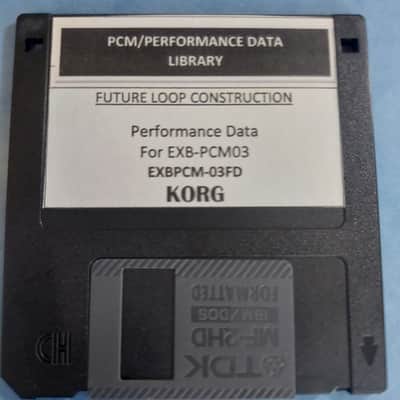 PCM/PERFORMANCE DATA
LIBRARY
FUTURE LOOP CONSTRUCTION
Performance Data
For EXB-PCM03
EXBPCM-03FD
KORG
TDK
MF-2HD
IBM/DOS
FORMATTED
HD